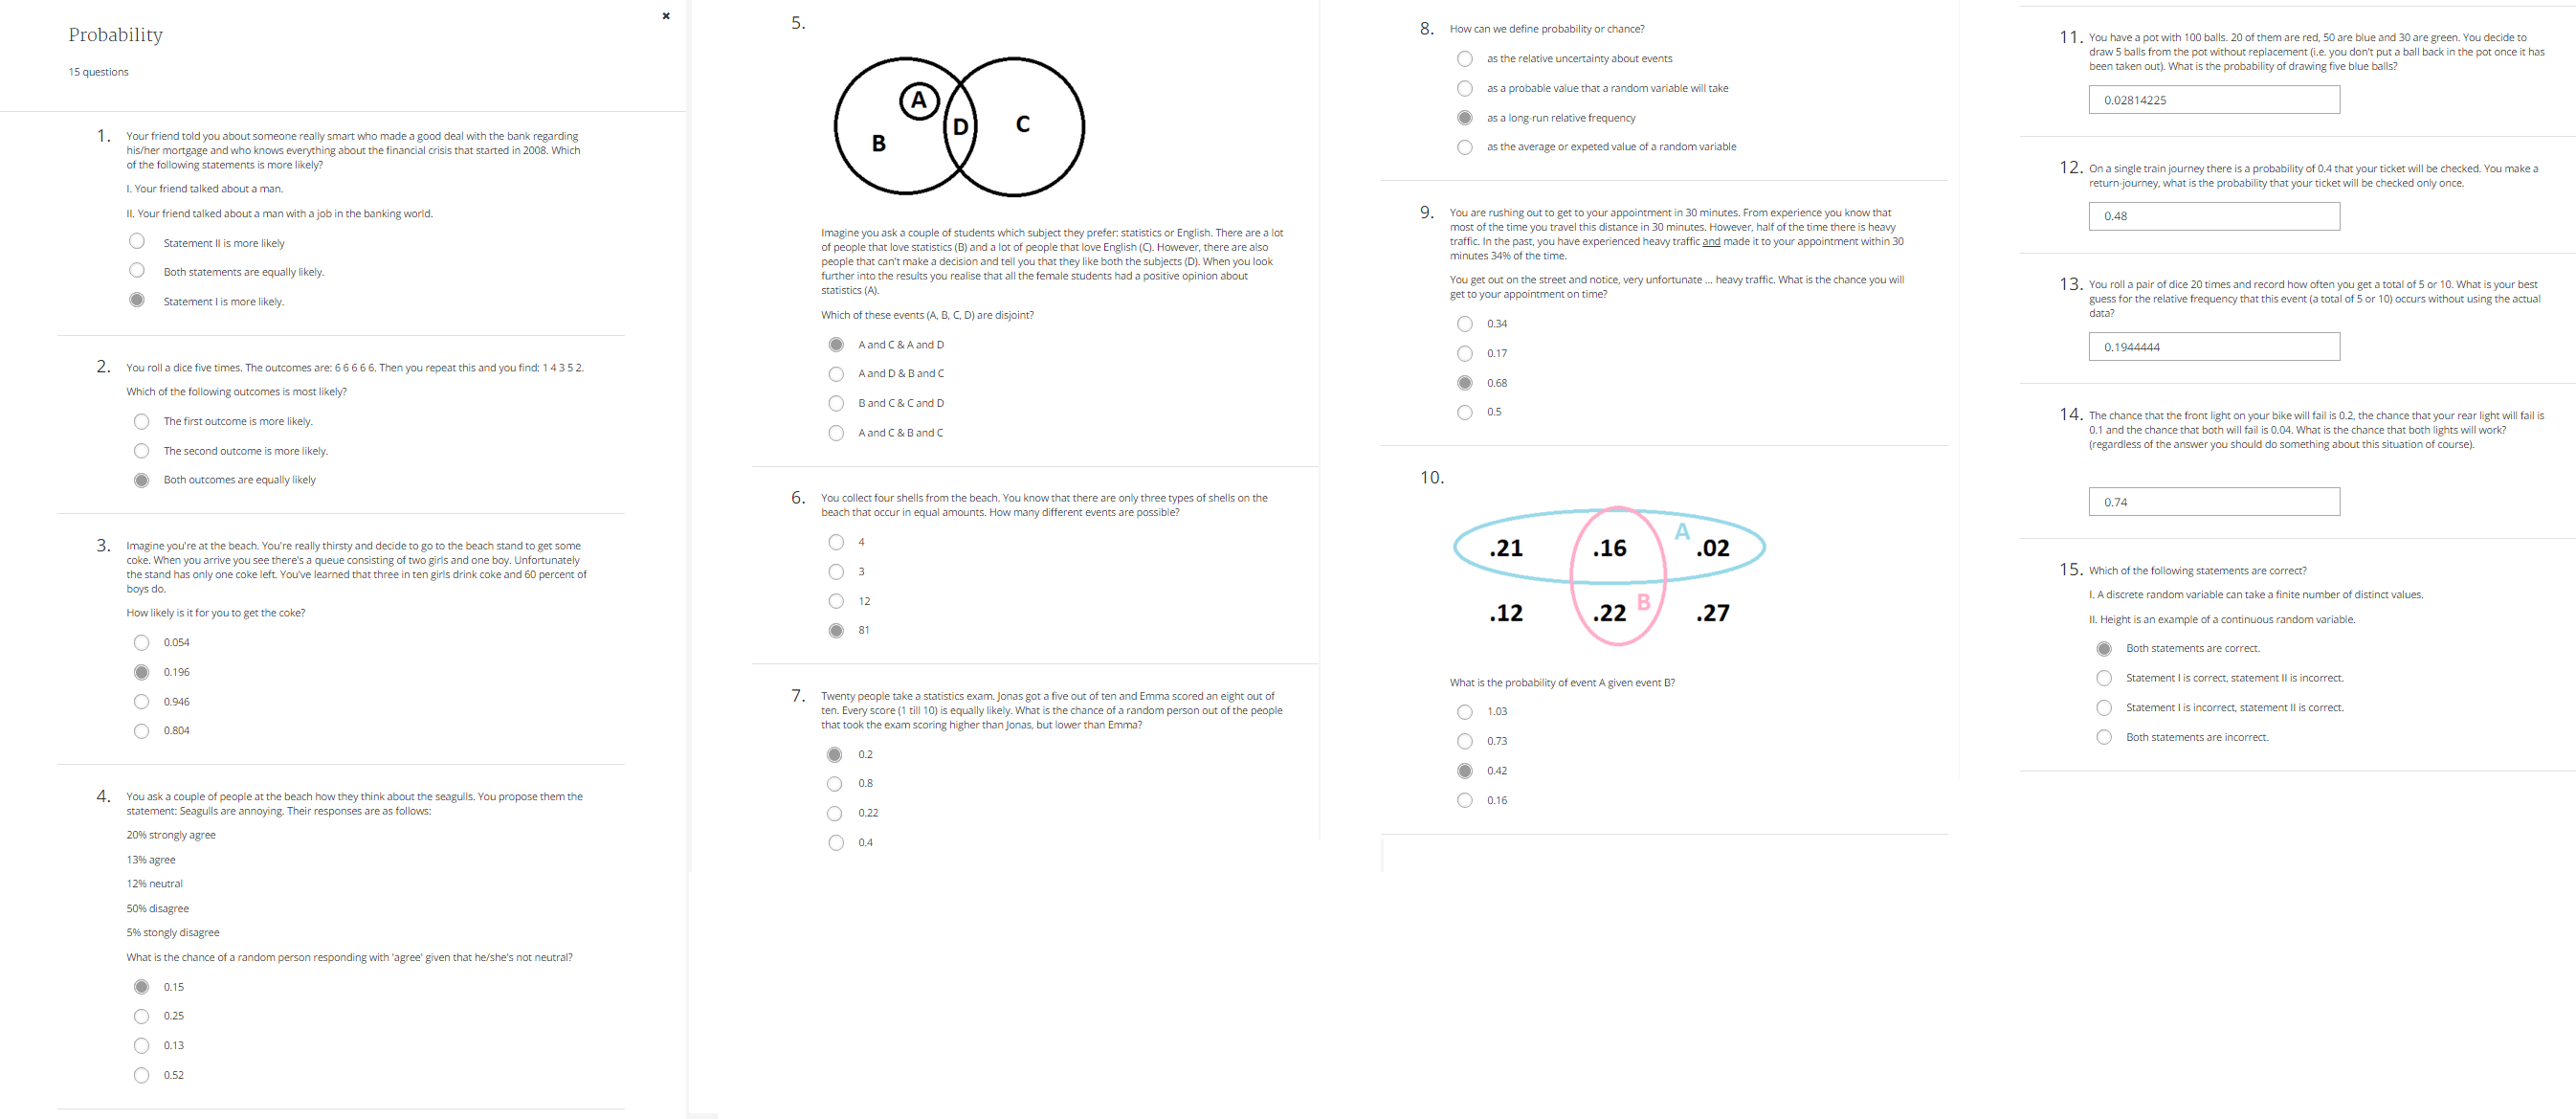 Probability
15 questions
1. Your friend told you about someone really smart who made a good deal with the bank regarding
his/her mortgage and who knows everything about the financial crisis that started in 2008. Which
of the following statements is more likely?
I. Your friend talked about a man.
II. Your friend talked about a man with a job in the banking world.
Statement II is more likely
Both statements are equally likely.
Statement I is more likely.
2. You roll a dice five times. The outcomes are: 6 6 6 6 6. Then you repeat this and you find: 1 4 3 5 2.
Which of the following outcomes is most likely?
The first outcome is more likely.
The second outcome is more likely.
Both outcomes are equally likely
3. Imagine you're at the beach. You're really thirsty and decide to go to the beach stand to get some
coke. When you arrive you see there's a queue consisting of two girls and one boy. Unfortunately
the stand has only one coke left. You've learned that three in ten girls drink coke and 60 percent of
boys do.
How likely is it for you to get the coke?
0.054
0.196
0.946
0.804
4. You ask a couple of people at the beach how they think about the seagulls. You propose them the
statement: Seagulls are annoying. Their responses are as follows:
20% strongly agree
13% agree
12% neutral
50% disagree
5% stongly disagree
What is the chance of a random person responding with 'agree' given that he/she's not neutral?
0.15
0.25
0.13
0.52
5.
A
B
D
C
Imagine you ask a couple of students which subject they prefer: statistics or English. There are a lot
of people that love statistics (B) and a lot of people that love English (C). However, there are also
people that can't make a decision and tell you that they like both the subjects (D). When you look
further into the results you realise that all the female students had a positive opinion about
statistics (A).
Which of these events (A, B, C, D) are disjoint?
A and C & A and D
A and D & B and C
B and C & C and D
A and C & B and C
6. You collect four shells from the beach. You know that there are only three types of shells on the
beach that occur in equal amounts. How many different events are possible?
4
3
12
81
7. Twenty people take a statistics exam. Jonas got a five out of ten and Emma scored an eight out of
ten. Every score (1 till 10) is equally likely. What is the chance of a random person out of the people
that took the exam scoring higher than Jonas, but lower than Emma?
0.2
0.8
0.22
0.4
8. How can we define probability or chance?
as the relative uncertainty about events
as a probable value that a random variable will take
as a long-run relative frequency
as the average or expeted value of a random variable
9. You are rushing out to get to your appointment in 30 minutes. From experience you know that
most of the time you travel this distance in 30 minutes. However, half of the time there is heavy
traffic. In the past, you have experienced heavy traffic and made it to your appointment within 30
minutes 34% of the time.
You get out on the street and notice, very unfortunate ... heavy traffic. What is the chance you will
get to your appointment on time?
0.34
0.17
0.68
0.5
10.
A
.21 .16 .02
B
.12 .22 .27
What is the probability of event A given event B?
1.03
0.73
0.42
0.16
11. You have a pot with 100 balls. 20 of them are red, 50 are blue and 30 are green. You decide to
draw 5 balls from the pot without replacement (i.e. you don't put a ball back in the pot once it has
been taken out). What is the probability of drawing five blue balls?
0.02814225
12. On a single train journey there is a probability of 0.4 that your ticket will be checked. You make a
return-journey, what is the probability that your ticket will be checked only once.
0.48
13. You roll a pair of dice 20 times and record how often you get a total of 5 or 10. What is your best
guess for the relative frequency that this event (a total of 5 or 10) occurs without using the actual
data?
0.1944444
14. The chance that the front light on your bike will fail is 0.2, the chance that your rear light will fail is
0.1 and the chance that both will fail is 0.04. What is the chance that both lights will work?
(regardless of the answer you should do something about this situation of course).
0.74
15. Which of the following statements are correct?
I. A discrete random variable can take a finite number of distinct values.
II. Height is an example of a continuous random variable.
Both statements are correct.
Statement I is correct, statement II is incorrect.
Statement I is incorrect, statement II is correct.
Both statements are incorrect.